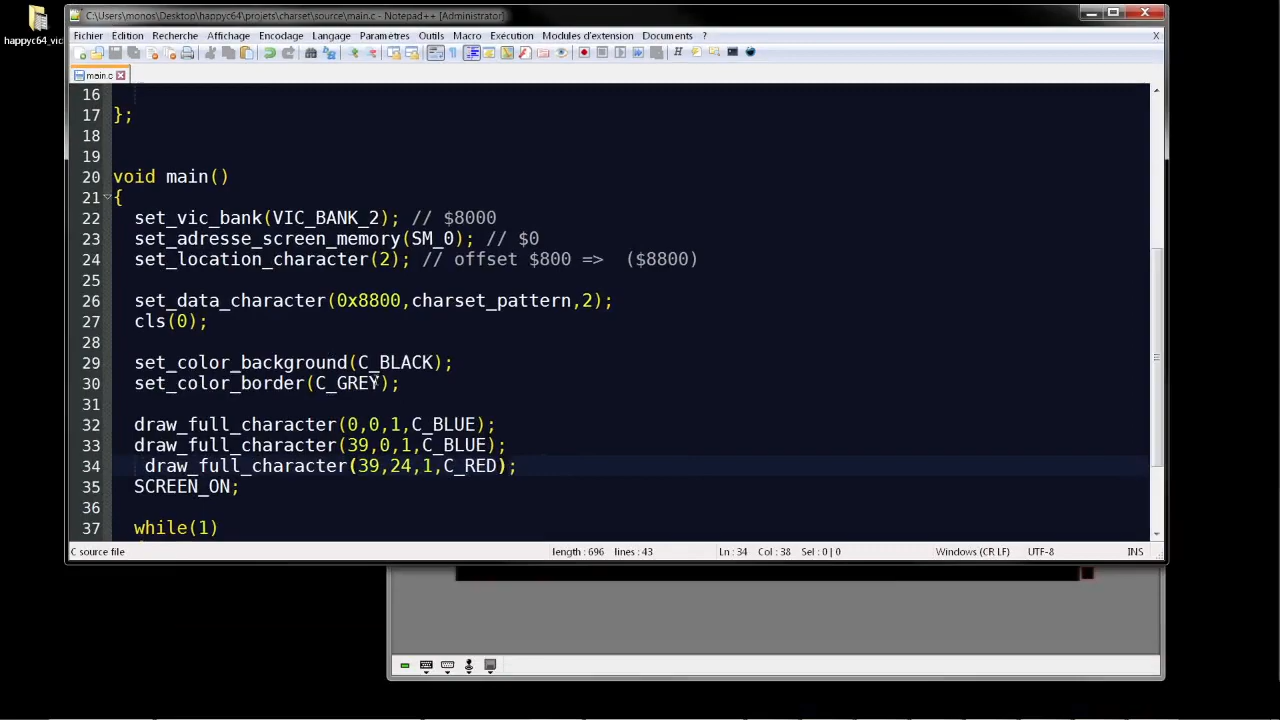 C:\Users\monos\Desktop\happyc64\projets\charset\source\main.c - Notepad++ [Administrator]
happyc64_vic
Fichier Edition Recherche Affichage Encodage Langage Paramètres Outils Macro Exécution Modules d'extension Documents ? X
main.c
16
17 };
18
19
20 void main()
21 {
22 set_vic_bank(VIC_BANK_2); // $8000
23 set_adresse_screen_memory(SM_0); // $0
24 set_location_character(2); // offset $800 => ($8800)
25
26 set_data_character(0x8800,charset_pattern,2);
27 cls(0);
28
29 set_color_background(C_BLACK);
30 set_color_border(C_GREY);
31
32 draw_full_character(0,0,1,C_BLUE);
33 draw_full_character(39,0,1,C_BLUE);
34 draw_full_character(39,24,1,C_RED);
35 SCREEN_ON;
36
37 while(1)
C source file length : 696 lines : 43 Ln : 34 Col : 38 Sel : 0 | 0 Windows (CR LF) UTF-8 INS